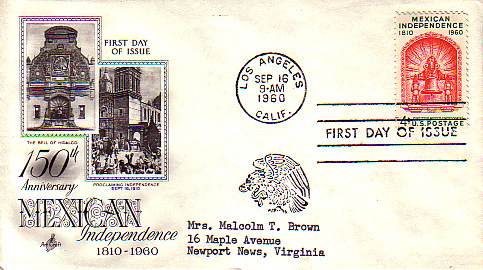 FIRST DAY
OF ISSUE
THE BELL OF HIDALGO
PROCLAIMING INDEPENDENCE
SEPT. 16, 1810
150th
Anniversary
MEXICAN
Independence
1810-1960
ArtCraft
LOS ANGELES
SEP 16
9-AM
1960
CALIF.
MEXICAN
INDEPENDENCE
1810 1960
4¢ U.S. POSTAGE
FIRST DAY OF ISSUE
Mrs. Malcolm T. Brown
16 Maple Avenue
Newport News, Virginia